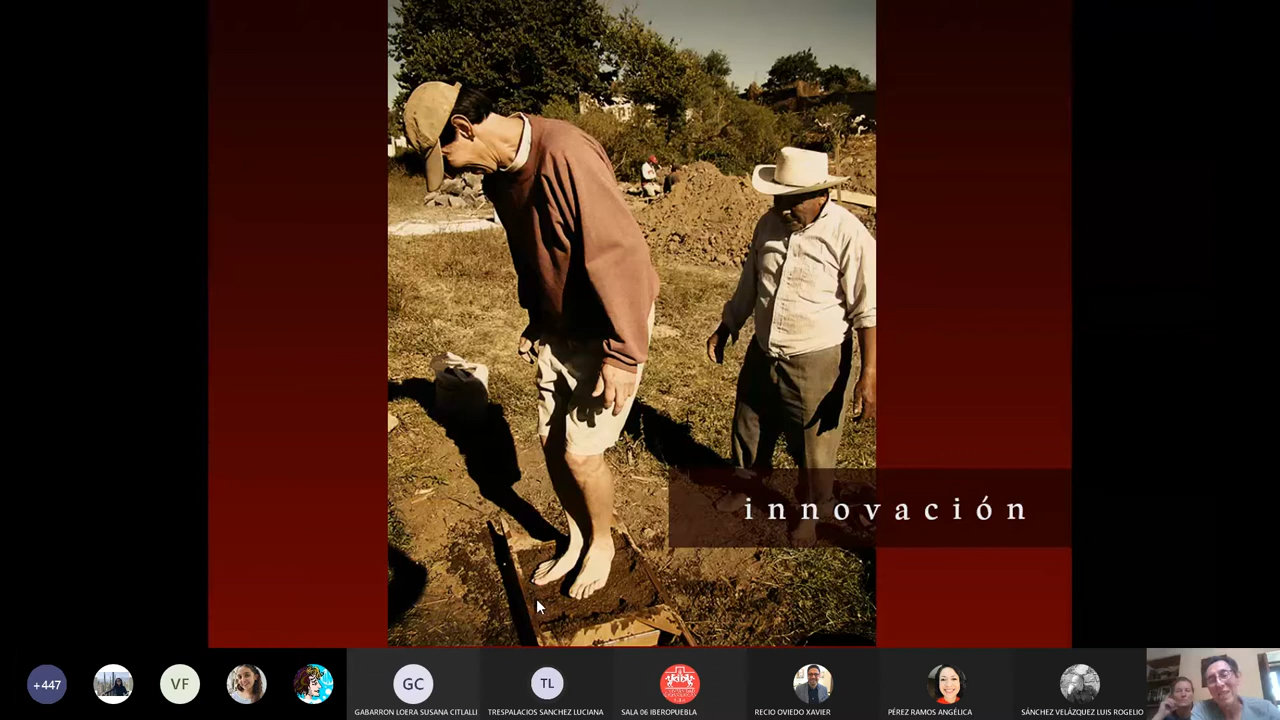 innovación
+447
VF
GC
TL
GABARRON LOERA SUSANA CITLALLI
TRESPALACIOS SANCHEZ LUCIANA
SALA 06 IBEROPUEBLA
RECIO OVIEDO XAVIER
PÉREZ RAMOS ANGÉLICA
SÁNCHEZ VELÁZQUEZ LUIS ROGELIO